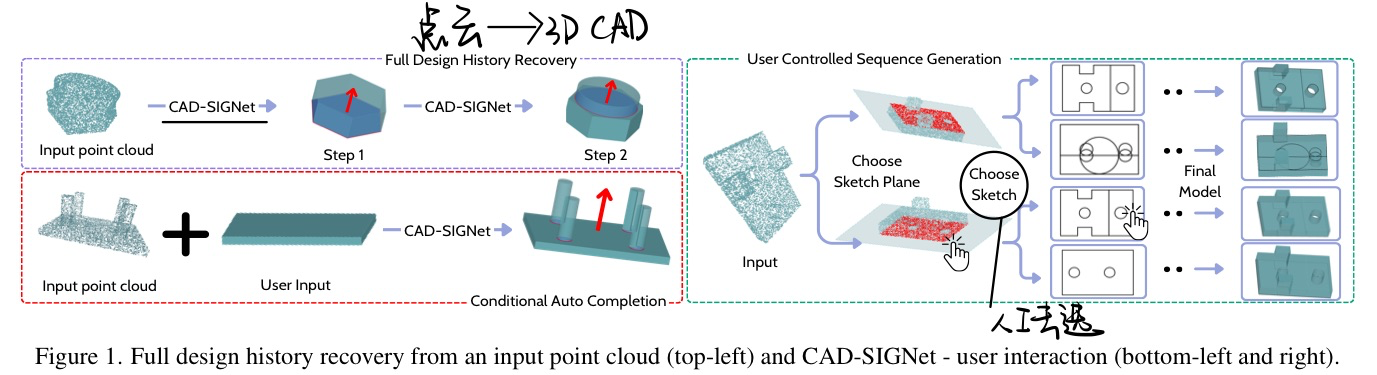 点云→3D CAD
Full Design History Recovery
CAD-SIGNet
CAD-SIGNet
Input point cloud
Step 1
Step 2
Input point cloud
User Input
CAD-SIGNet
Conditional Auto Completion
User Controlled Sequence Generation
Input
Choose
Sketch Plane
Choose
Sketch
Final
Model
人工去选
Figure 1. Full design history recovery from an input point cloud (top-left) and CAD-SIGNet - user interaction (bottom-left and right).